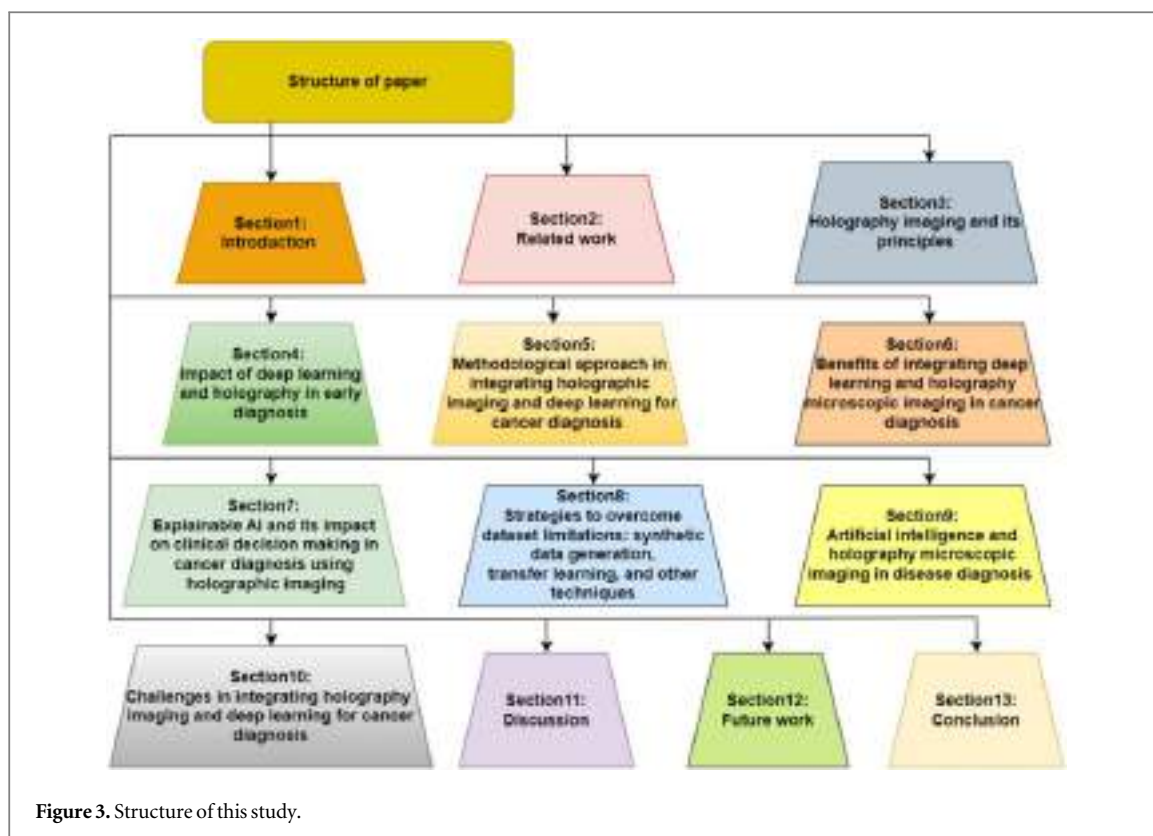 Structure of paper
Section1:
Introduction
Section2:
Related work
Section3:
Holography imaging and its
principles
Section4:
Impact of deep learning
and holography in early
diagnosis
Section5:
Methodological approach in
integrating holographic
imaging and deep learning for
cancer diagnosis
Section6:
Benefits of integrating deep
learning and holography
microscopic imaging in cancer
diagnosis
Section7:
Explainable AI and its impact
on clinical decision making in
cancer diagnosis using
holographic imaging
Section8:
Strategies to overcome
dataset limitations: synthetic
data generation,
transfer learning, and other
techniques
Section9:
Artificial intelligence and
holography microscopic
imaging in disease diagnosis
Section10:
Challenges in integrating holography
imaging and deep learning for cancer
diagnosis
Section11:
Discussion
Section12:
Future work
Section13:
Conclusion
Figure 3. Structure of this study.